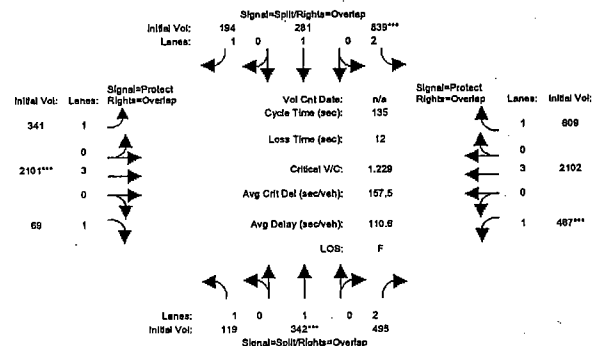 Signal=Split/Rights=Overlap
Initial Vol: 194 281 839***
Lanes: 1 0 1 0 2
Signal=Protect
Initial Vol: Lanes: Rights=Overlap
341 1
0
2101*** 3
0
69 1
Vol Cnt Date: n/a
Cycle Time (sec): 135
Loss Time (sec): 12
Critical V/C: 1.229
Avg Crit Del (sec/veh): 157.5
Avg Delay (sec/veh): 110.6
LOS: F
Signal=Protect
Rights=Overlap Lanes: Initial Vol:
1 609
0
3 2102
0
1 467***
Lanes: 1 0 1 0 2
Initial Vol: 119 342*** 495
Signal=Split/Rights=Overlap